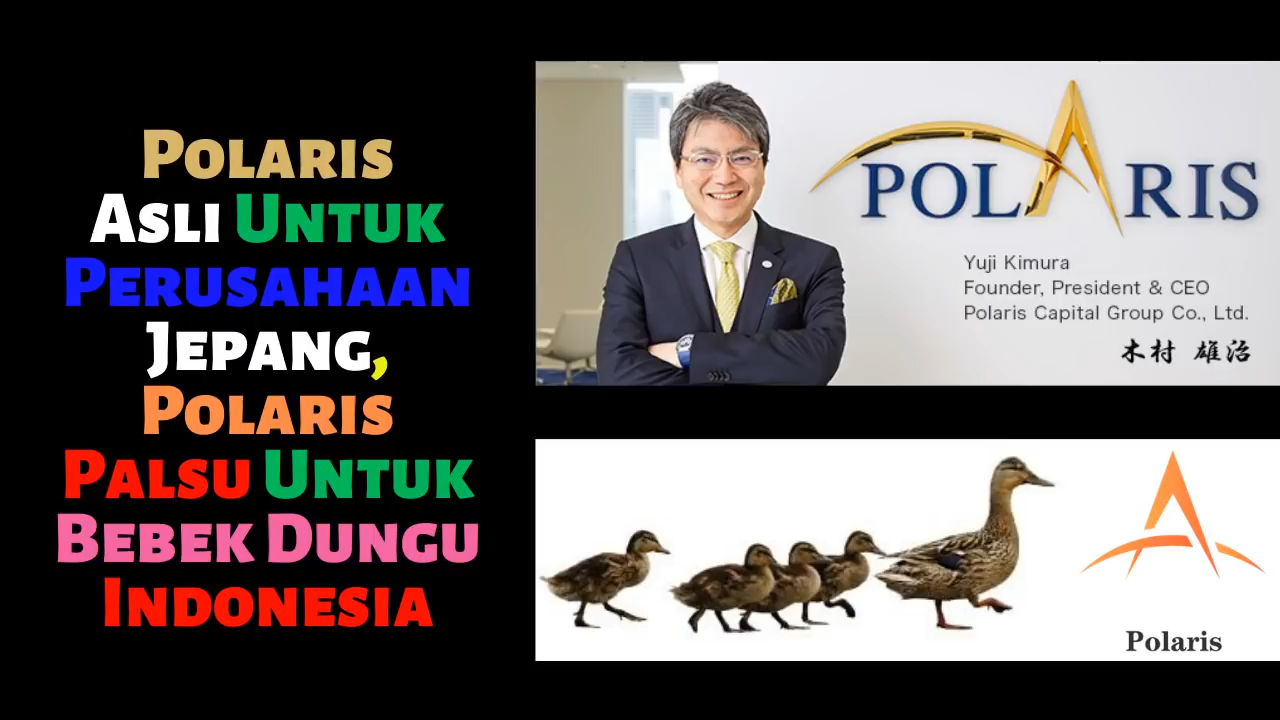 Polaris
Asli Untuk
Perusahaan
Jepang,
Polaris
Palsu Untuk
Bebek Dungu
Indonesia
POLARIS
Yuji Kimura
Founder, President & CEO
Polaris Capital Group Co., Ltd.
木村 雄治
Polaris